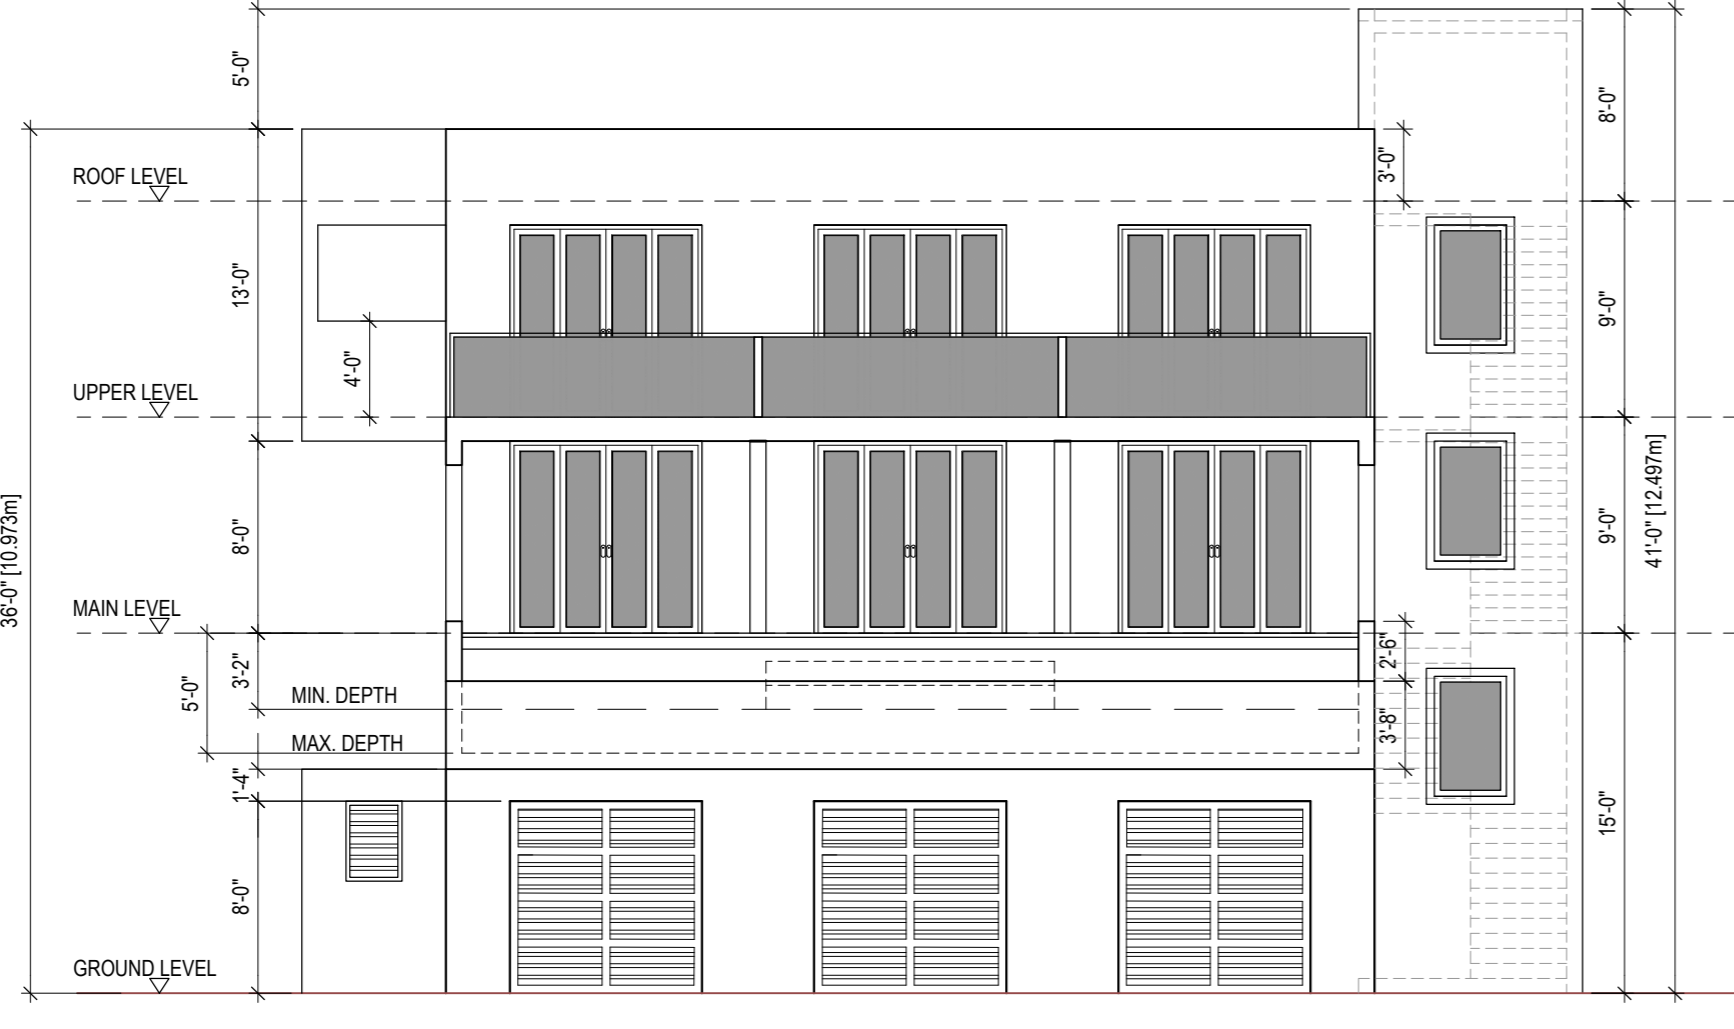 5'-0"
8'-0"
ROOF LEVEL
3'-0"
13'-0"
9'-0"
4'-0"
UPPER LEVEL
36'-0" [10.973m]
8'-0"
9'-0"
41'-0" [12.497m]
MAIN LEVEL
5'-0"
3'-2"
2'-6"
MIN. DEPTH
3'-8"
MAX. DEPTH
1'-4"
15'-0"
8'-0"
GROUND LEVEL